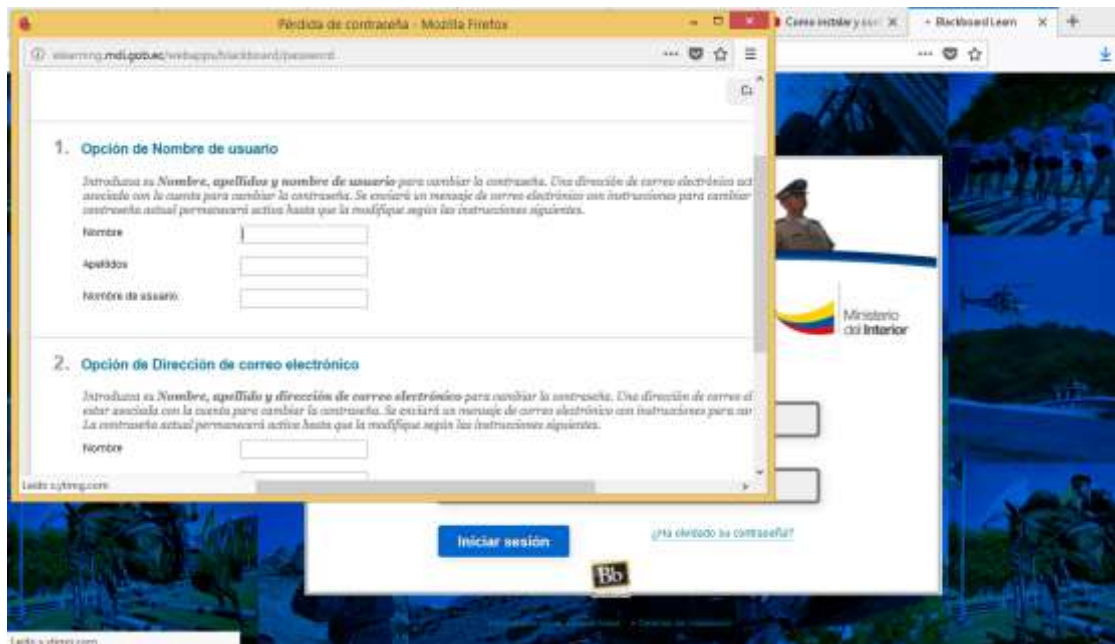 Pérdida de contraseña - Mozilla Firefox
Como instalar y
Blackboard Learn
elearning.mdi.gob.ec/webapps/blackboard/password
1. Opción de Nombre de usuario
Introduzca su Nombre, apellidos y nombre de usuario para cambiar la contraseña. Una dirección de correo electrónico act
asociada con la cuenta para cambiar la contraseña. Se enviará un mensaje de correo electrónico con instrucciones para cambiar
contraseña actual permanecerá activa hasta que la modifique según las instrucciones siguientes.
Nombre
Apellidos
Nombre de usuario
2. Opción de Dirección de correo electrónico
Introduzca su Nombre, apellido y dirección de correo electrónico para cambiar la contraseña. Una dirección de correo el
estar asociada con la cuenta para cambiar la contraseña. Se enviará un mensaje de correo electrónico con instrucciones para car
La contraseña actual permanecerá activa hasta que la modifique según las instrucciones siguientes.
Nombre
Leído s.ytimg.com
Ministerio
del Interior
Iniciar sesión
¿Ha olvidado su contraseña?
Bb
Leído s.ytimg.com